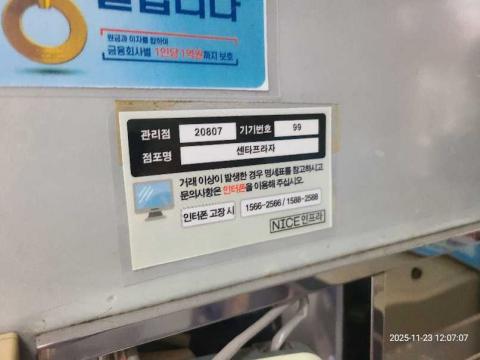 원금과 이자를 합하여
금융회사별 1인당 1억원까지 보호
관리점 20807 기기번호 99
점포명 센타프라자
거래 이상이 발생한 경우 명세표를 참고하시고
문의사항은 인터폰을 이용해 주십시오.
인터폰 고장 시 1566-2566 / 1588-2588
NICE인프라
2025-11-23 12:07:07